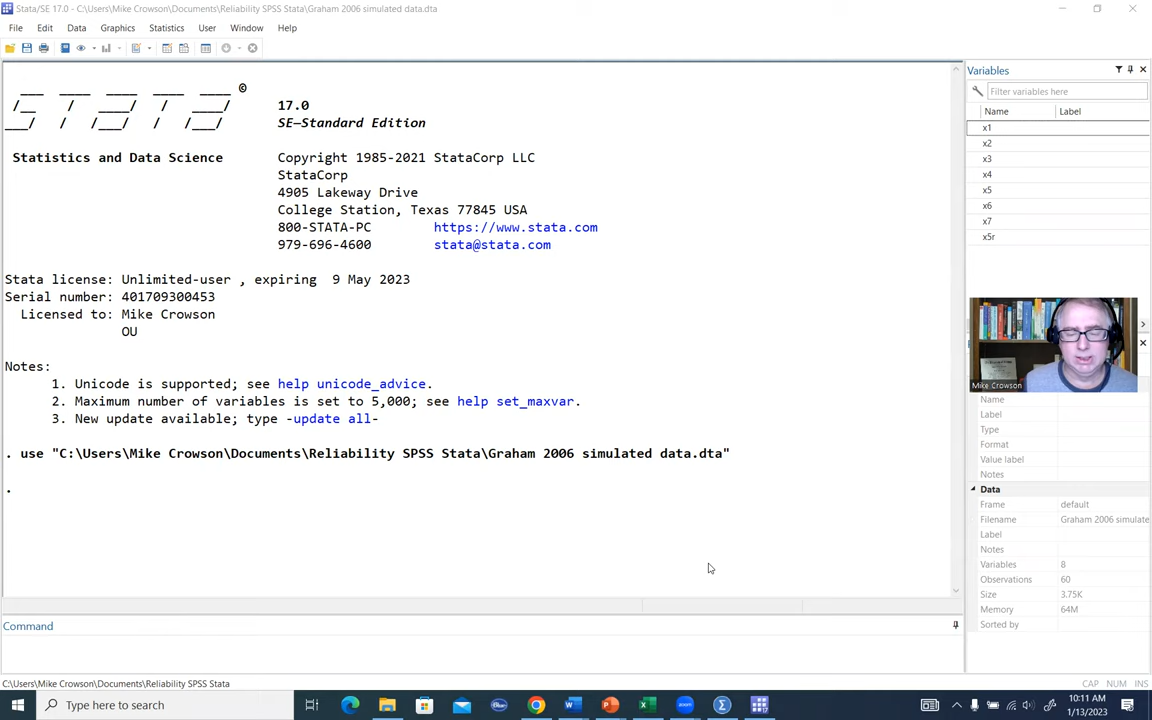 Stata/SE 17.0 - C:\Users\Mike Crowson\Documents\Reliability SPSS Stata\Graham 2006 simulated data.dta
File Edit Data Graphics Statistics User Window Help
17.0
SE—Standard Edition
Statistics and Data Science
Copyright 1985-2021 StataCorp LLC
StataCorp
4905 Lakeway Drive
College Station, Texas 77845 USA
800-STATA-PC https://www.stata.com
979-696-4600 stata@stata.com
Stata license: Unlimited-user , expiring 9 May 2023
Serial number: 401709300453
Licensed to: Mike Crowson
OU
Notes:
1. Unicode is supported; see help unicode_advice.
2. Maximum number of variables is set to 5,000; see help set_maxvar.
3. New update available; type -update all-
. use "C:\Users\Mike Crowson\Documents\Reliability SPSS Stata\Graham 2006 simulated data.dta"
.
Command
C:\Users\Mike Crowson\Documents\Reliability SPSS Stata
Variables
Filter variables here
Name Label
x1
x2
x3
x4
x5
x6
x7
x5r
Mike Crowson
Name
Label
Type
Format
Value label
Notes
Data
Frame default
Filename Graham 2006 simulate
Label
Notes
Variables 8
Observations 60
Size 3.75K
Memory 64M
Sorted by
CAP NUM INS
Type here to search
10:11 AM
1/13/2023